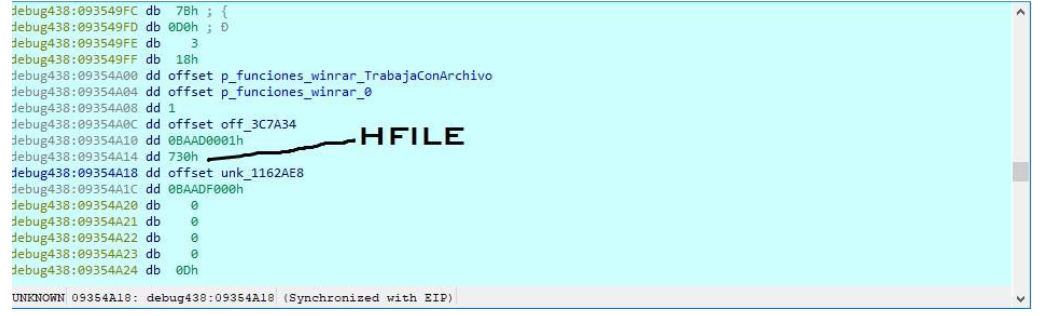 debug438:093549FC db 7Bh ; {
debug438:093549FD db 0D0h ; Ð
debug438:093549FE db 3
debug438:093549FF db 18h
debug438:09354A00 dd offset p_funciones_winrar_TrabajaConArchivo
debug438:09354A04 dd offset p_funciones_winrar_0
debug438:09354A08 dd 1
debug438:09354A0C dd offset off_3C7A34
HFILE
debug438:09354A10 dd 0BAAD0001h
debug438:09354A14 dd 730h
debug438:09354A18 dd offset unk_1162AE8
debug438:09354A1C dd 0BAADF000h
debug438:09354A20 db 0
debug438:09354A21 db 0
debug438:09354A22 db 0
debug438:09354A23 db 0
debug438:09354A24 db 0Dh
UNKNOWN 09354A18: debug438:09354A18 (Synchronized with EIP)